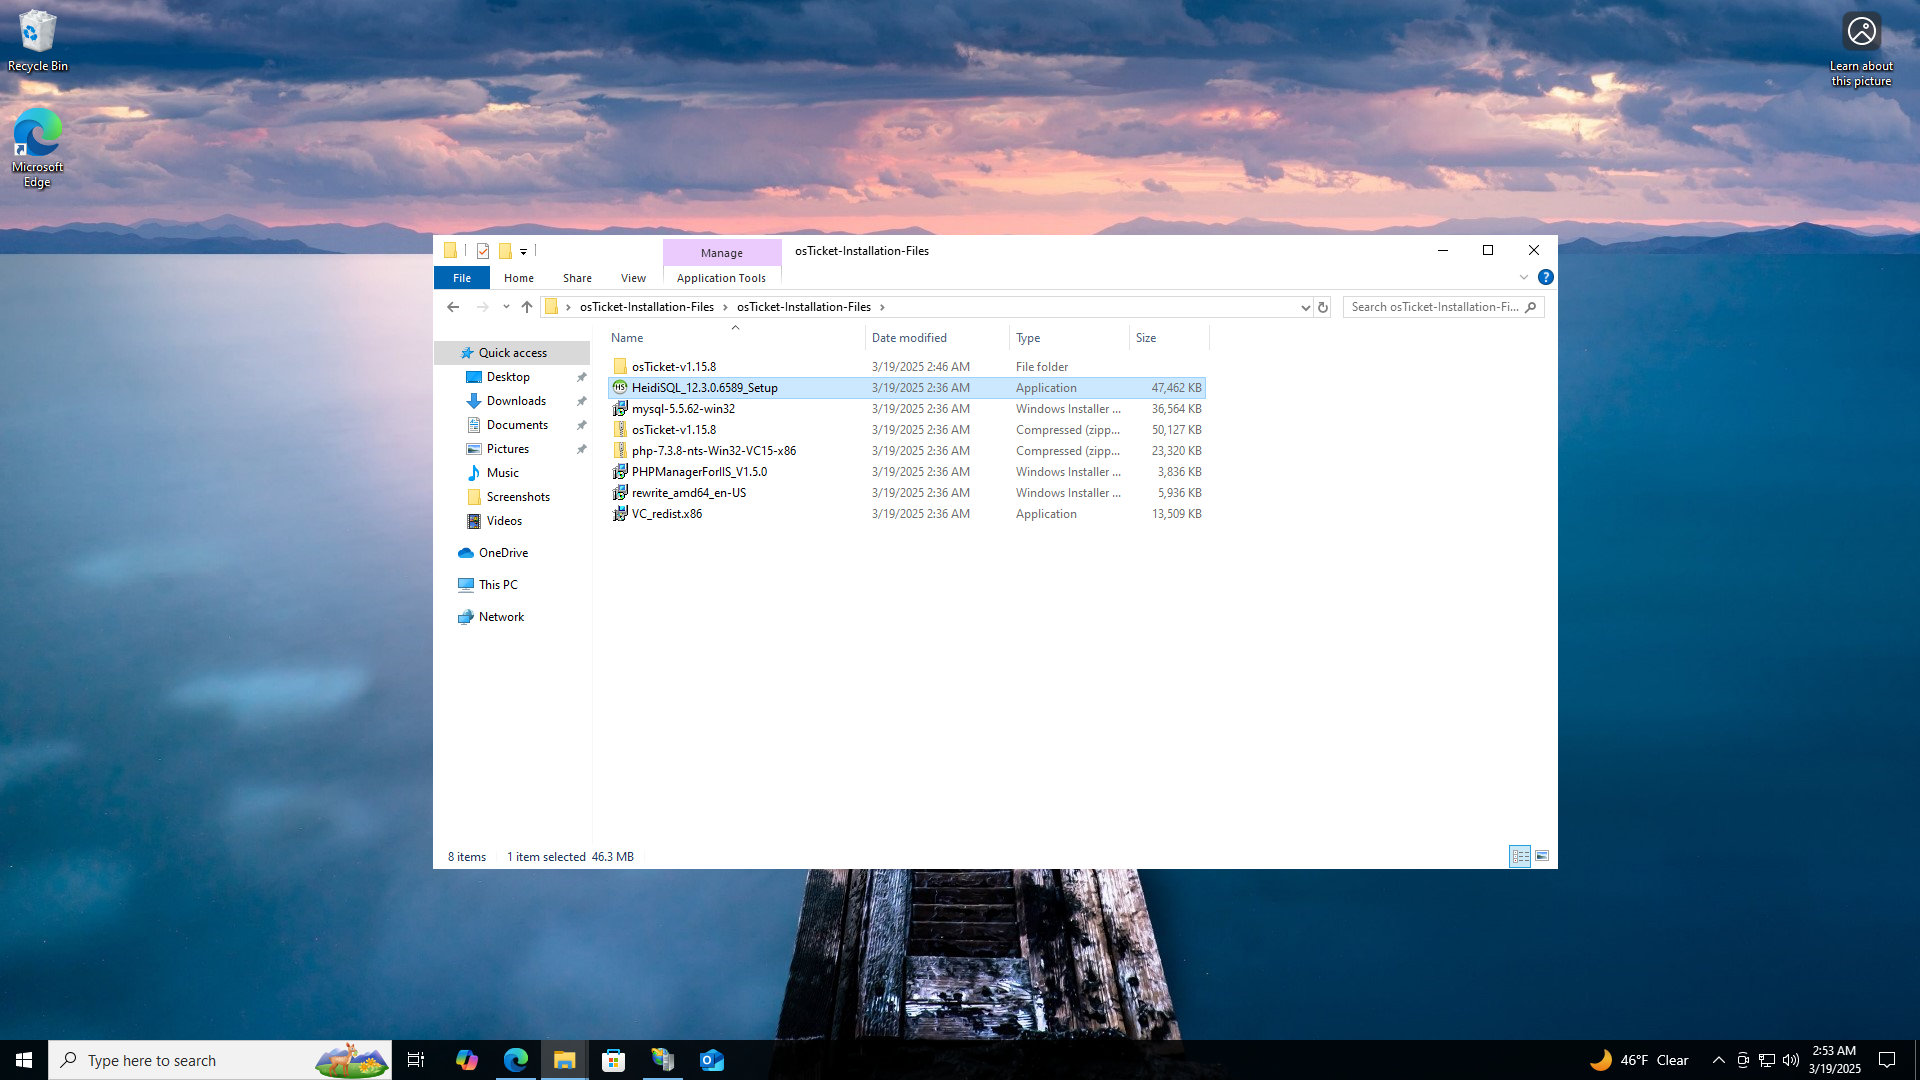 Recycle Bin
Microsoft
Edge
Learn about
this picture
Manage
osTicket-Installation-Files
File
Home
Share
View
Application Tools
osTicket-Installation-Files
osTicket-Installation-Files
Search osTicket-Installation-Fi...
Name
Date modified
Type
Size
Quick access
Desktop
Downloads
Documents
Pictures
Music
Screenshots
Videos
OneDrive
This PC
Network
osTicket-v1.15.8 3/19/2025 2:46 AM File folder
HeidiSQL_12.3.0.6589_Setup 3/19/2025 2:36 AM Application 47,462 KB
mysql-5.5.62-win32 3/19/2025 2:36 AM Windows Installer ... 36,564 KB
osTicket-v1.15.8 3/19/2025 2:36 AM Compressed (zipp... 50,127 KB
php-7.3.8-nts-Win32-VC15-x86 3/19/2025 2:36 AM Compressed (zipp... 23,320 KB
PHPManagerForIIS_V1.5.0 3/19/2025 2:36 AM Windows Installer ... 3,836 KB
rewrite_amd64_en-US 3/19/2025 2:36 AM Windows Installer ... 5,936 KB
VC_redist.x86 3/19/2025 2:36 AM Application 13,509 KB
8 items 1 item selected 46.3 MB
Type here to search
46°F Clear
2:53 AM
3/19/2025